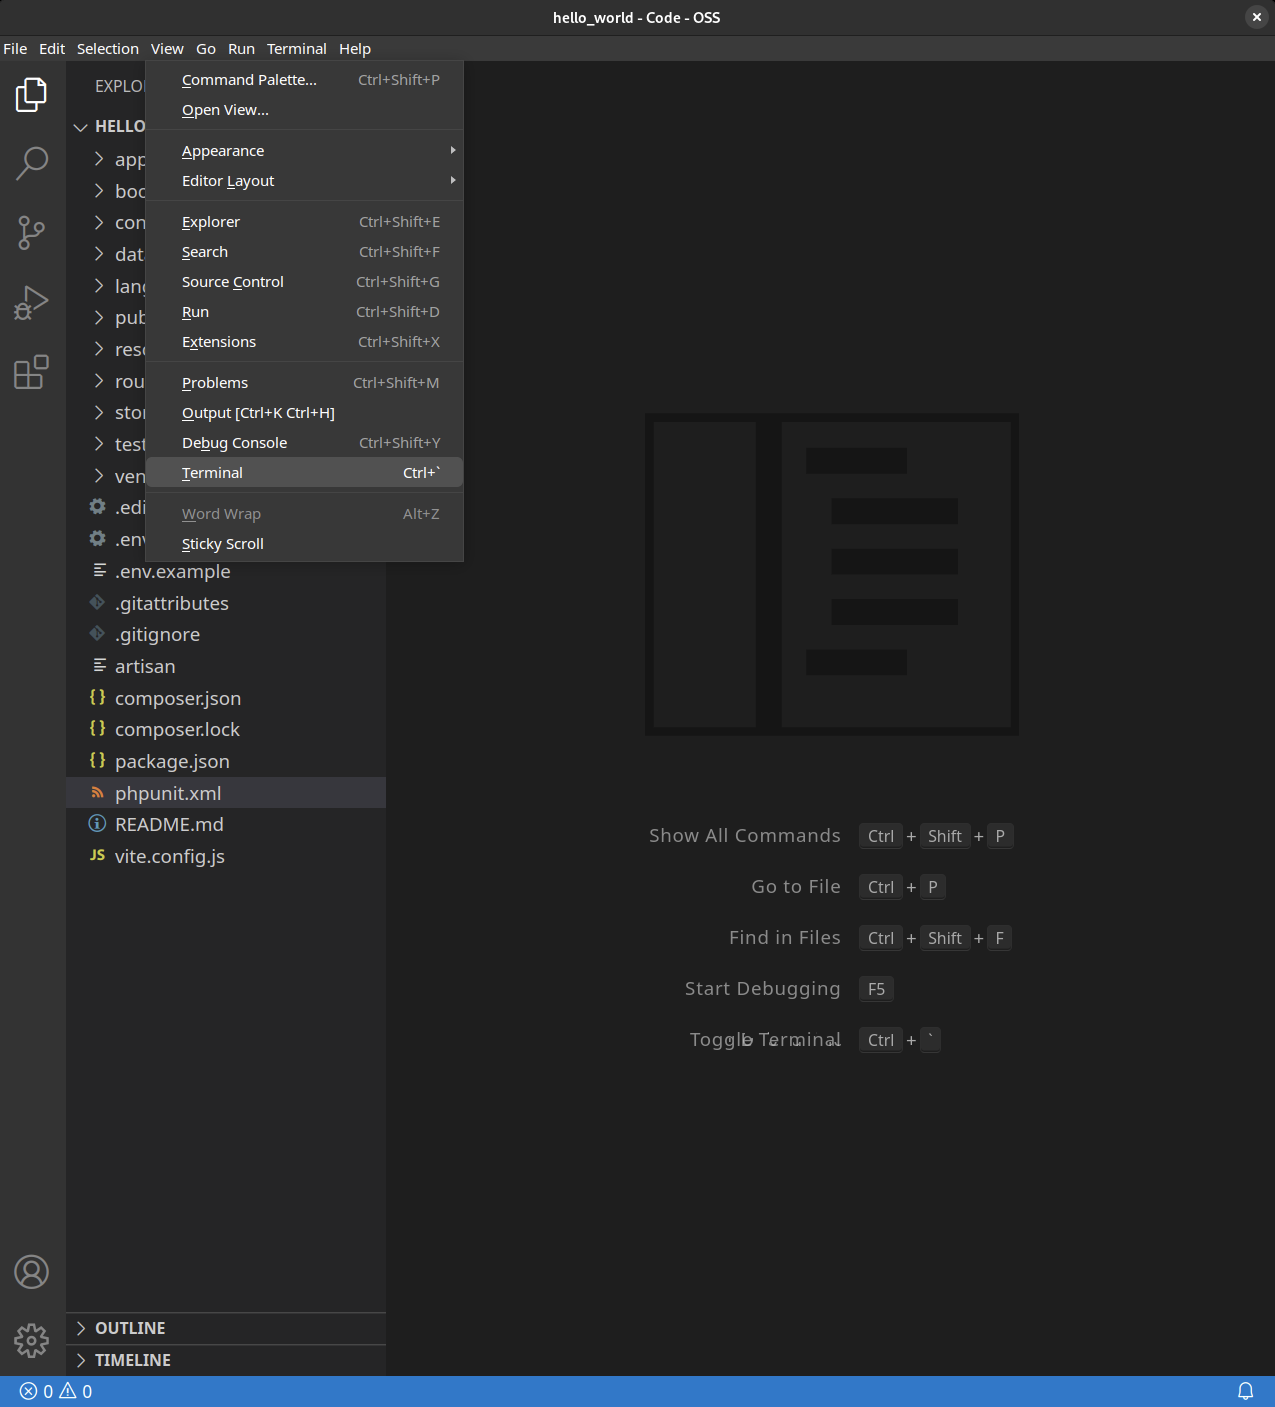 hello_world - Code - OSS
File Edit Selection View Go Run Terminal Help
Command Palette... Ctrl+Shift+P
Open View...
Appearance
Editor Layout
Explorer Ctrl+Shift+E
Search Ctrl+Shift+F
Source Control Ctrl+Shift+G
Run Ctrl+Shift+D
Extensions Ctrl+Shift+X
Problems Ctrl+Shift+M
Output [Ctrl+K Ctrl+H]
Debug Console Ctrl+Shift+Y
Terminal Ctrl+`
Word Wrap Alt+Z
Sticky Scroll
EXPLO
HELLO
app
boo
con
data
lang
pub
reso
rou
stor
test
ven
.edi
.env
.env.example
.gitattributes
.gitignore
artisan
composer.json
composer.lock
package.json
phpunit.xml
README.md
JS vite.config.js
OUTLINE
TIMELINE
Show All Commands Ctrl + Shift + P
Go to File Ctrl + P
Find in Files Ctrl + Shift + F
Start Debugging F5
Toggle Terminal Ctrl + `
0 0